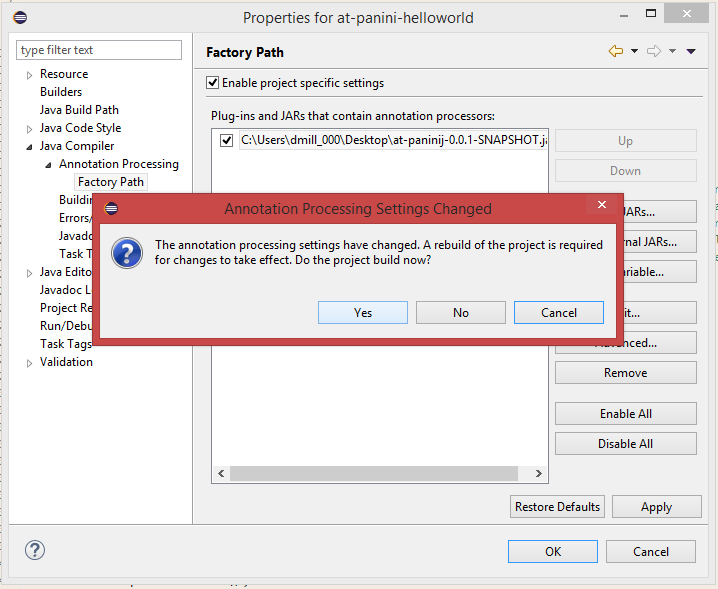 Properties for at-panini-helloworld
type filter text
Resource
Builders
Java Build Path
Java Code Style
Java Compiler
Annotation Processing
Factory Path
Buildin
Errors/
Javado
Task T
Java Edito
Javadoc L
Project Re
Run/Debu
Task Tags
Validation
Factory Path
Enable project specific settings
Plug-ins and JARs that contain annotation processors:
C:\Users\dmill_000\Desktop\at-paninij-0.0.1-SNAPSHOT.ja
Up
Down
JARs...
nal JARs...
ariable...
it...
Advanced...
Remove
Enable All
Disable All
Annotation Processing Settings Changed
The annotation processing settings have changed. A rebuild of the project is required
for changes to take effect. Do the project build now?
Yes
No
Cancel
Restore Defaults
Apply
OK
Cancel